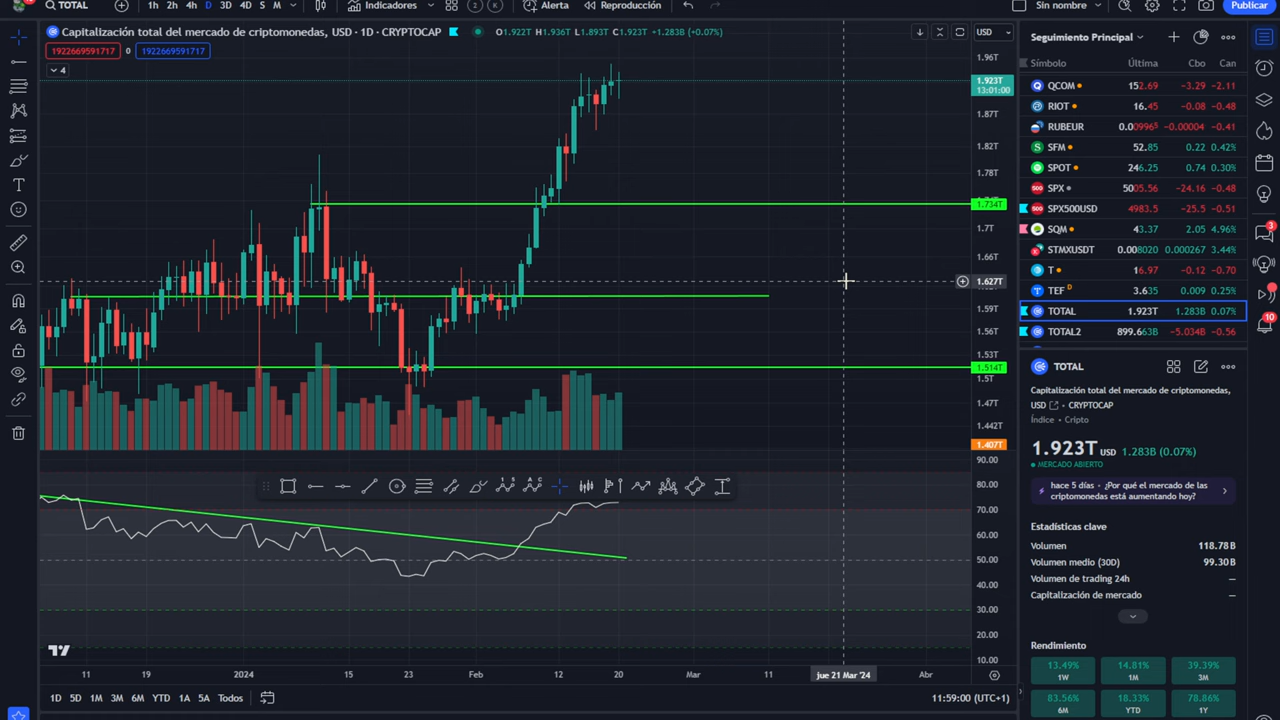 TOTAL 1h 2h 4h D 3D 4D S M Indicadores 2 K Alerta Reproducción Sin nombre Publicar
Capitalización total del mercado de criptomonedas, USD · 1D · CRYPTOCAP O1.922T H1.936T L1.893T C1.923T +1.283B (+0.07%) USD
1922669591717 0 1922669591717
4
1.96T
1.923T
13:01:00
1.87T
1.82T
1.78T
1.734T
1.7T
1.66T
1.627T
1.59T
1.56T
1.53T
1.514T
1.5T
1.47T
1.442T
1.407T
90.00
80.00
70.00
60.00
50.00
40.00
30.00
20.00
10.00
11 19 2024 15 23 Feb 12 20 Mar 11 jue 21 Mar '24 Abr
1D 5D 1M 3M 6M YTD 1A 5A Todos 11:59:00 (UTC+1)
Seguimiento Principal
Símbolo Última Cbo Can
QCOM 152.69 −3.29 −2.11
RIOT 16.45 −0.08 −0.48
RUBEUR 0.009965 −0.00004 −0.41
SFM 52.85 0.22 0.42%
SPOT 246.25 0.74 0.30%
SPX 5005.56 −24.16 −0.48
SPX500USD 4983.5 −25.5 −0.51
SQM 43.37 2.05 4.96%
STMXUSDT 0.008020 0.000267 3.44%
T 16.97 −0.12 −0.70
TEF D 3.635 0.009 0.25%
TOTAL 1.923T 1.283B 0.07%
TOTAL2 899.663B −5.034B −0.56
TOTAL
Capitalización total del mercado de criptomonedas,
USD · CRYPTOCAP
Índice · Cripto
1.923T USD 1.283B (0.07%)
MERCADO ABIERTO
hace 5 días · ¿Por qué el mercado de las
criptomonedas está aumentando hoy?
Estadísticas clave
Volumen 118.78B
Volumen medio (30D) 99.30B
Volumen de trading 24h —
Capitalización de mercado —
Rendimiento
13.49% 14.81% 39.39%
1W 1M 3M
83.56% 18.33% 78.86%
6M YTD 1Y
3
10